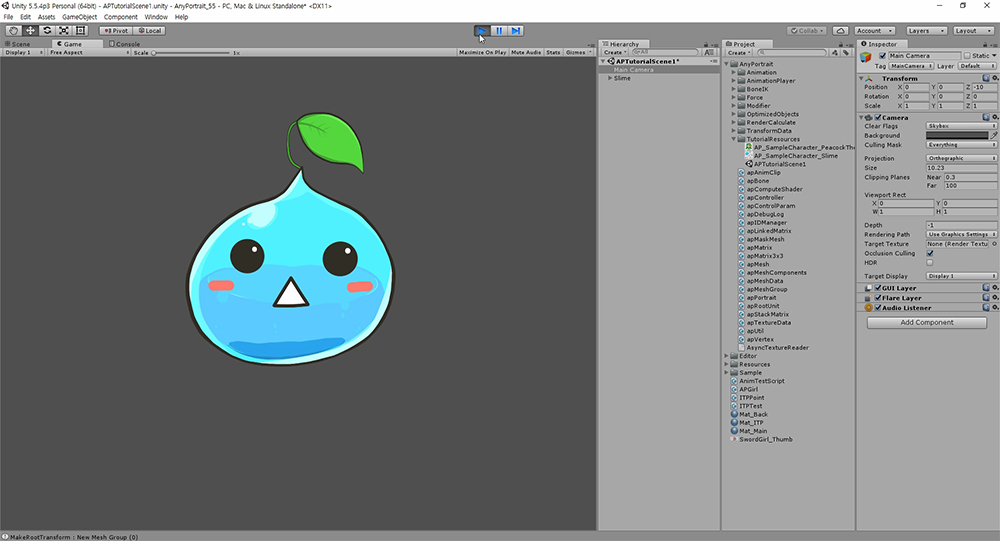 Unity 5.5.4p3 Personal (64bit) - APTutorialScene1.unity - AnyPortrait_55 - PC, Mac & Linux Standalone* <DX11>
File Edit Assets GameObject Component Window Help
Pivot Local Collab Account Layers Layout
Scene Game Console
Display 1 Free Aspect Scale 1x Maximize On Play Mute Audio Stats Gizmos
Hierarchy
Create All
APTutorialScene1*
Main Camera
Slime
Project
Create
AnyPortrait
Animation
AnimationPlayer
BoneIK
Force
Modifier
OptimizedObjects
RenderCalculate
TransformData
TutorialResources
AP_SampleCharacter_PeacockThe
AP_SampleCharacter_Slime
APTutorialScene1
apAnimClip
apBone
apComputeShader
apController
apControlParam
apDebugLog
apIDManager
apLinkedMatrix
apMaskMesh
apMatrix
apMatrix3x3
apMesh
apMeshComponents
apMeshData
apMeshGroup
apPortrait
apRootUnit
apStackMatrix
apTextureData
apUtil
apVertex
AsyncTextureReader
Editor
Resources
Sample
AnimTestScript
APGirl
ITPPoint
ITPTest
Mat_Back
Mat_ITP
Mat_Main
SwordGirl_Thumb
Inspector
Main Camera Static
Tag MainCamera Layer Default
Transform
Position X 0 Y 0 Z -10
Rotation X 0 Y 0 Z 0
Scale X 1 Y 1 Z 1
Camera
Clear Flags Skybox
Background
Culling Mask Everything
Projection Orthographic
Size 10.23
Clipping Planes Near 0.3
Far 100
Viewport Rect
X 0 Y 0
W 1 H 1
Depth -1
Rendering Path Use Graphics Settings
Target Texture None (Render Textu
Occlusion Culling
HDR
Target Display Display 1
GUI Layer
Flare Layer
Audio Listener
Add Component
MakeRootTransform : New Mesh Group (0)